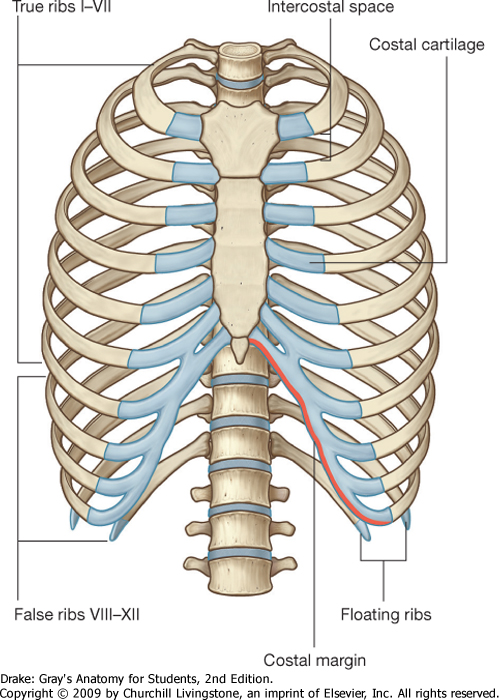 True ribs I–VII
Intercostal space
Costal cartilage
False ribs VIII–XII
Floating ribs
Costal margin
Drake: Gray's Anatomy for Students, 2nd Edition.
Copyright © 2009 by Churchill Livingstone, an imprint of Elsevier, Inc. All rights reserved.